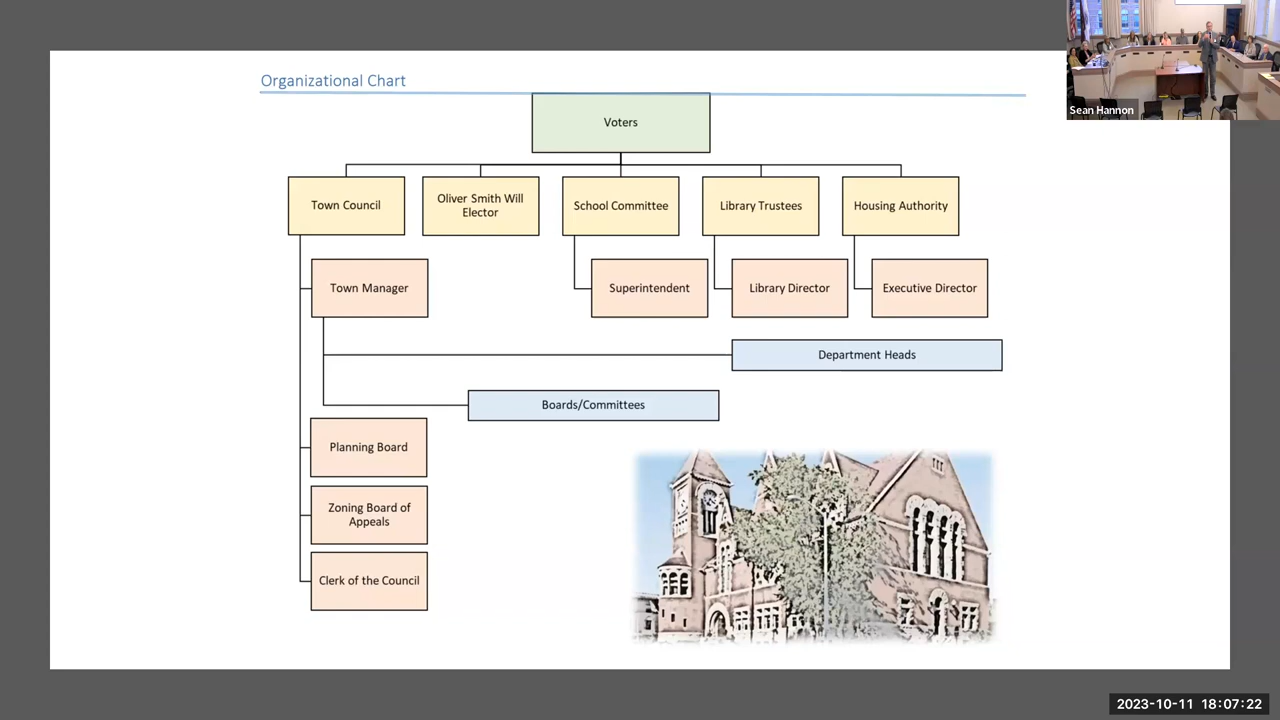 Organizational Chart
Voters
Town Council
Oliver Smith Will
Elector
School Committee
Library Trustees
Housing Authority
Town Manager
Superintendent
Library Director
Executive Director
Department Heads
Boards/Committees
Planning Board
Zoning Board of
Appeals
Clerk of the Council
Sean Hannon
2023-10-11 18:07:22